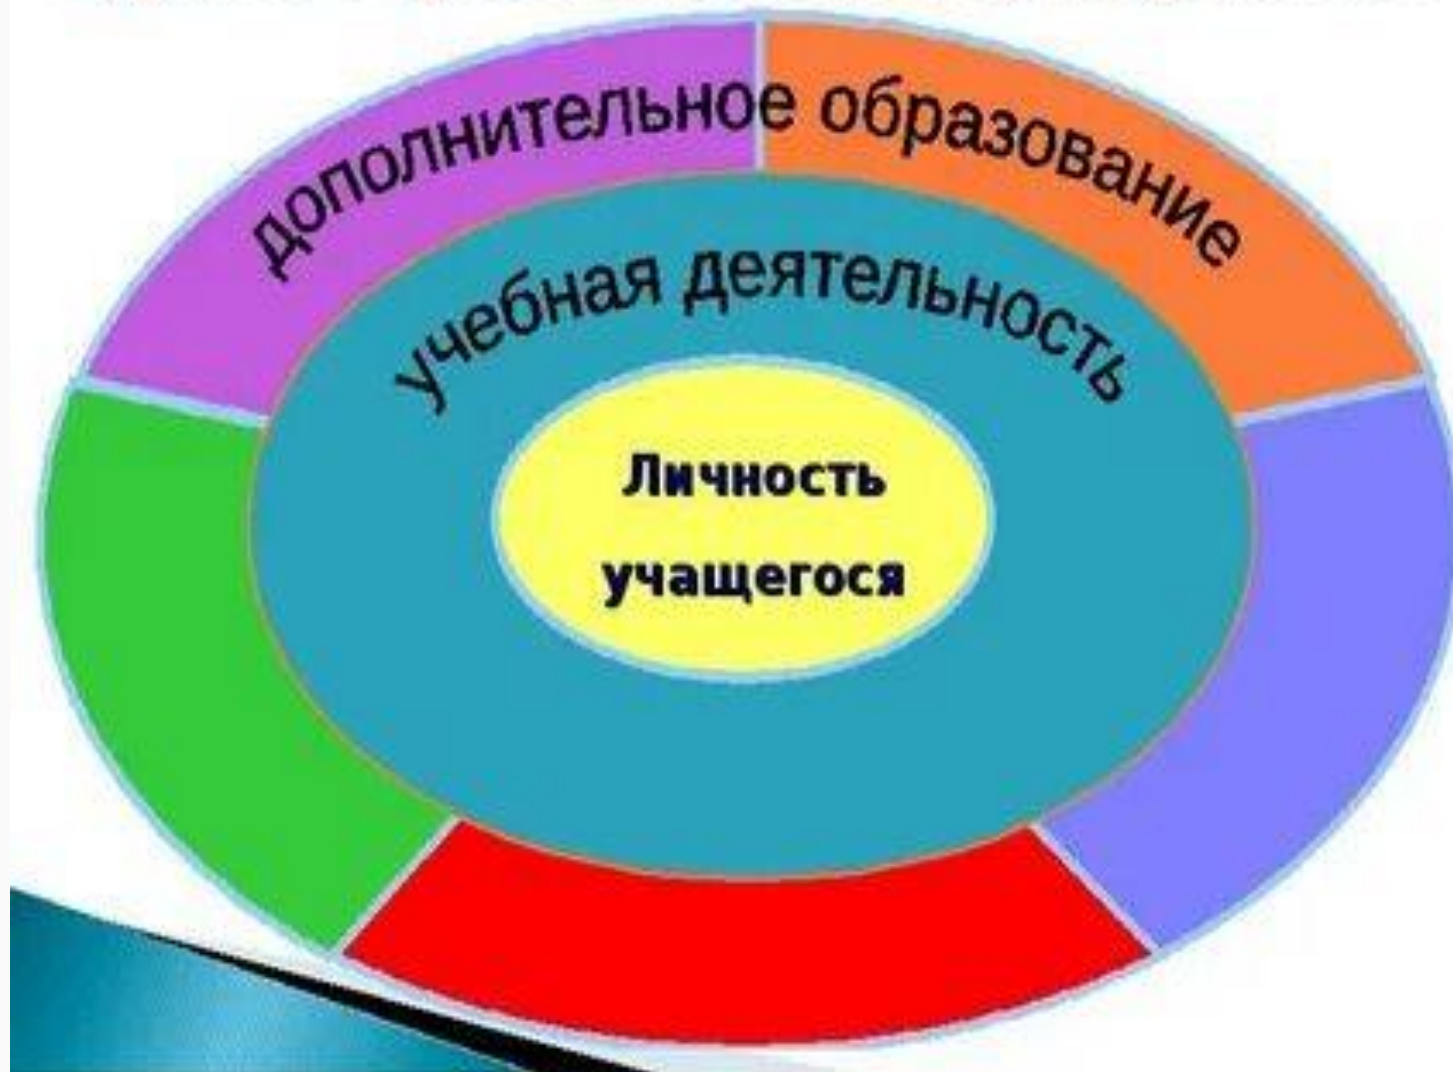 дополнительное образование
учебная деятельность
Личность
учащегося